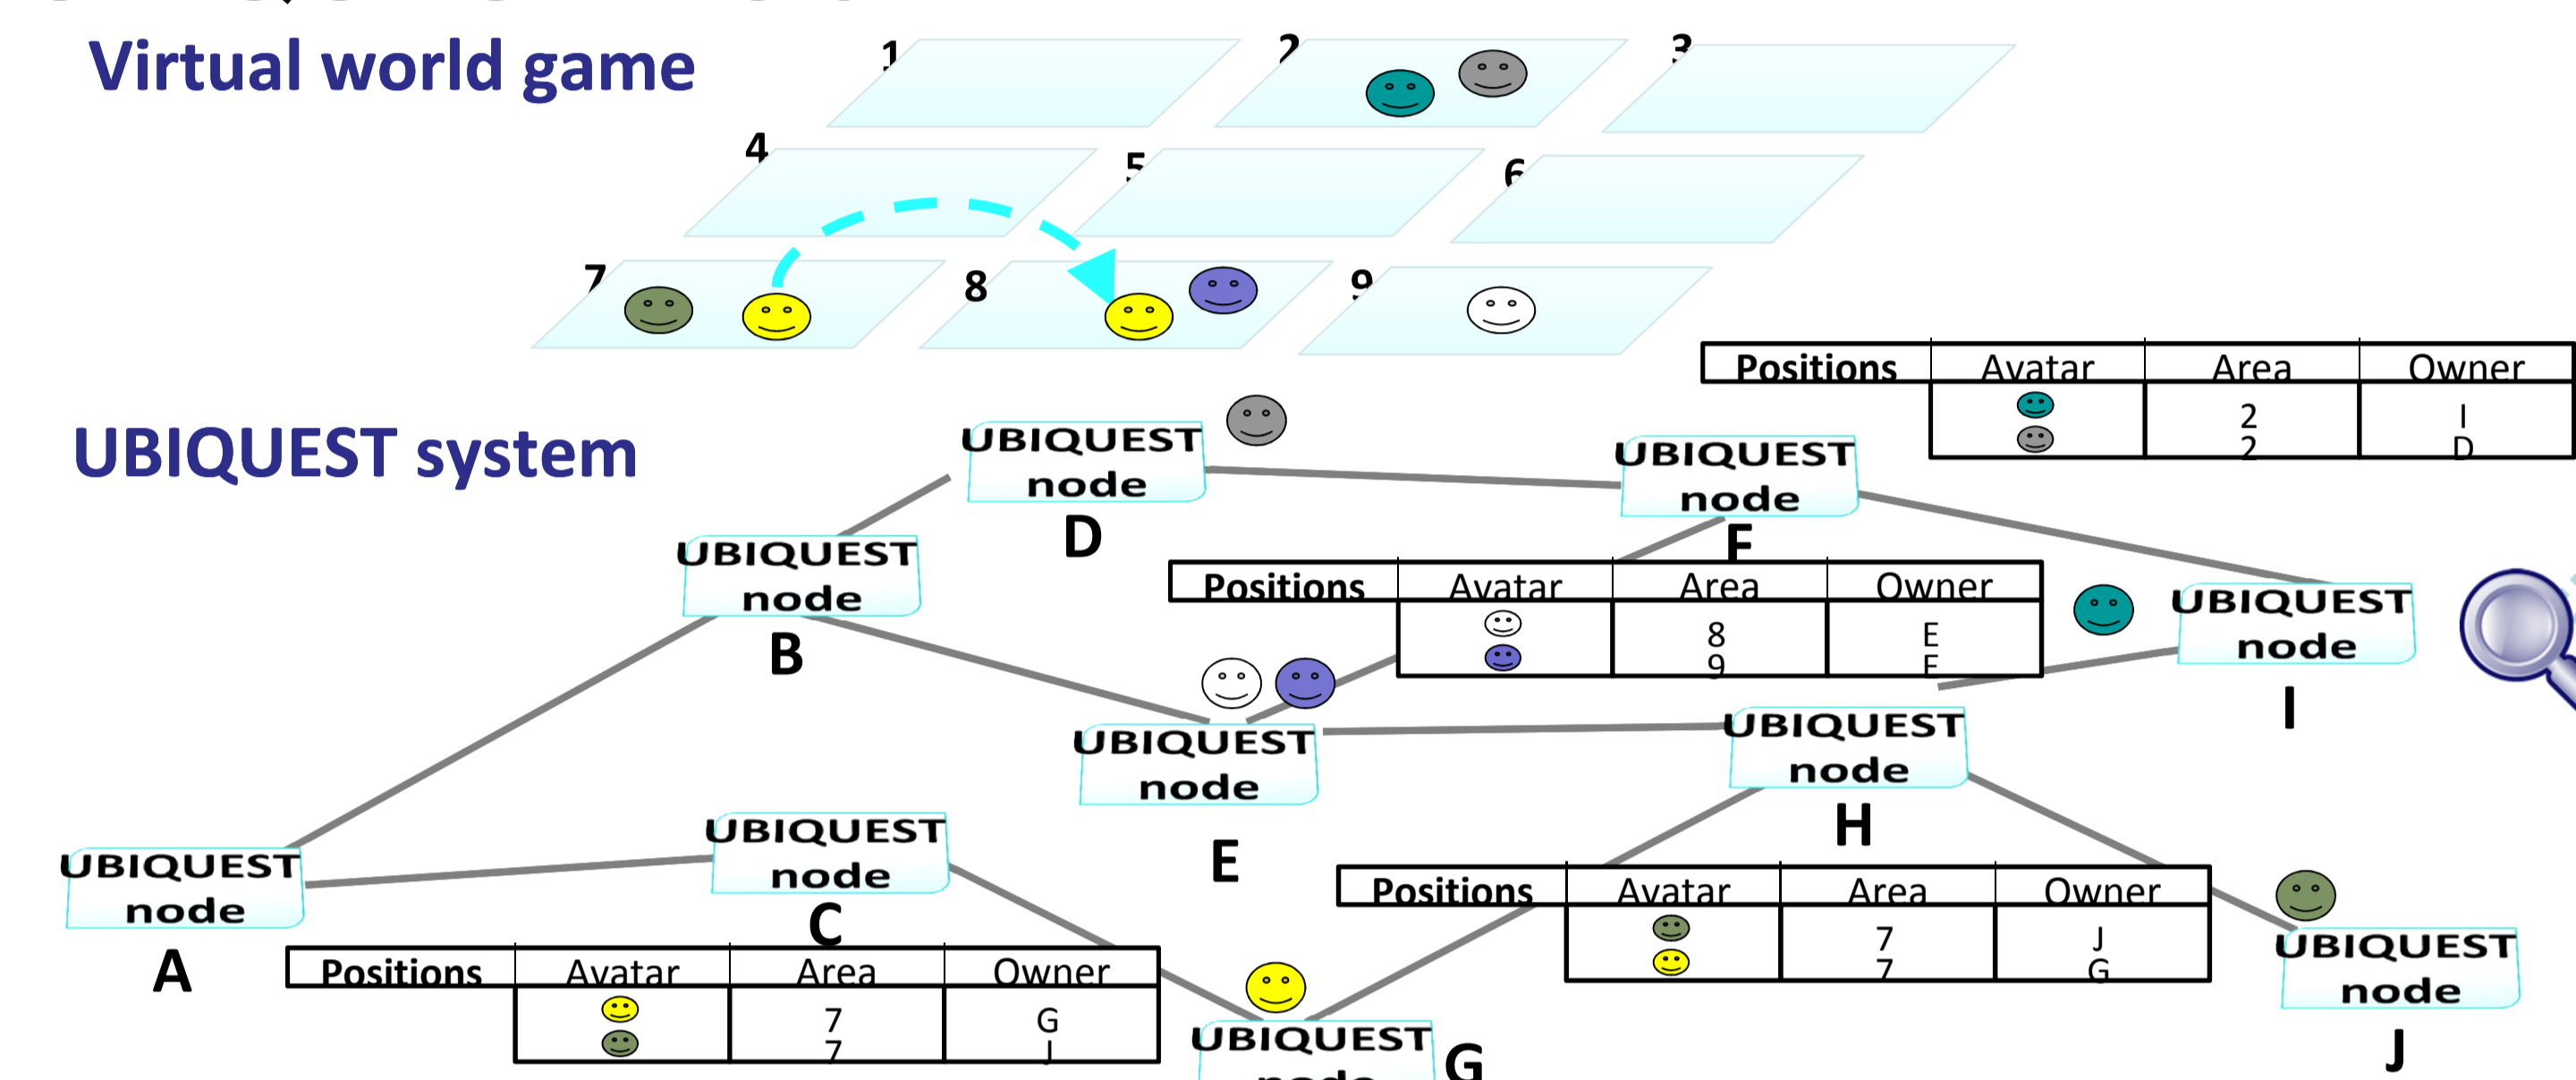 Virtual world game
1
2
3
4
5
6
7
8
9
Positions Avatar Area Owner
2 I
2 D
UBIQUEST system
UBIQUEST
node
D
UBIQUEST
node
F
UBIQUEST
node
B
Positions Avatar Area Owner
8 E
9 E
UBIQUEST
node
I
UBIQUEST
node
E
UBIQUEST
node
H
UBIQUEST
node
A
UBIQUEST
node
C
Positions Avatar Area Owner
7 J
7 G
UBIQUEST
node
J
Positions Avatar Area Owner
7 G
7 J
UBIQUEST
node
G